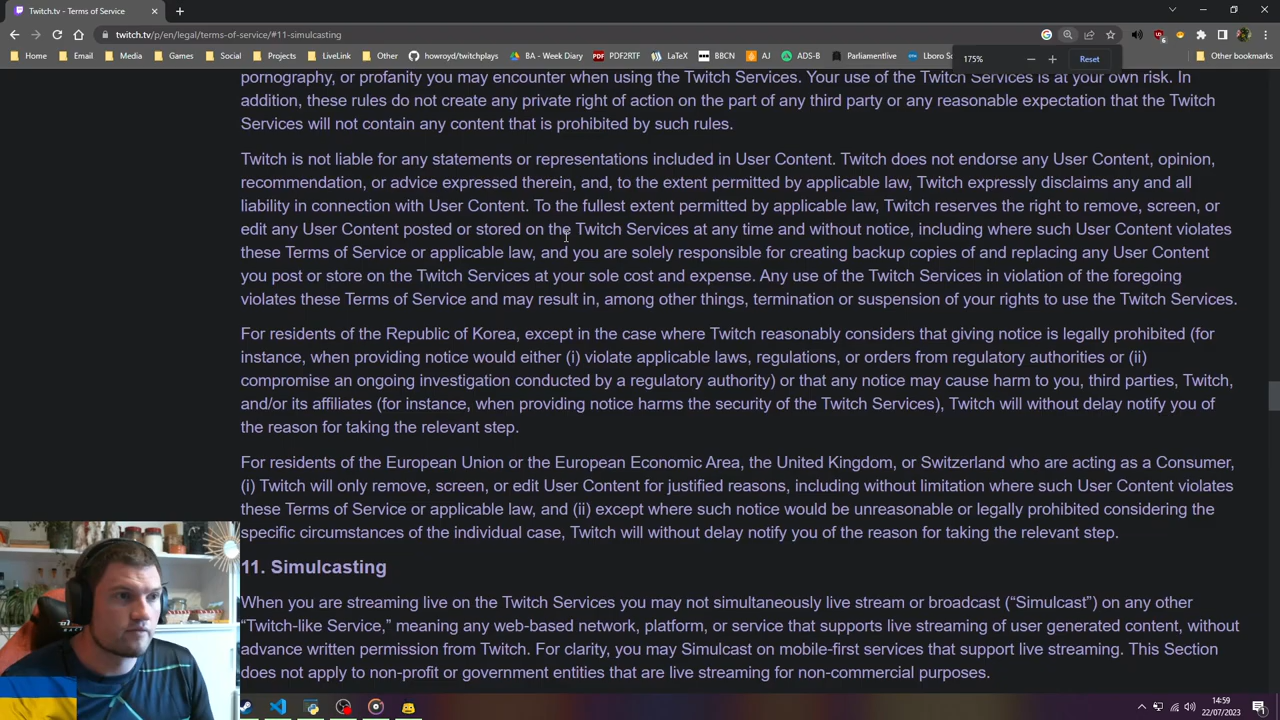 Twitch.tv - Terms of Service
twitch.tv/p/en/legal/terms-of-service/#11-simulcasting
Home Email Media Games Social Projects LiveLink Other howroyd/twitchplays BA - Week Diary PDF PDF2RTF LaTeX BBCN AJ ADS-B Parliamentlive Lboro S Other bookmarks
175% Reset
pornography, or profanity you may encounter when using the Twitch Services. Your use of the Twitch Services is at your own risk. In
addition, these rules do not create any private right of action on the part of any third party or any reasonable expectation that the Twitch
Services will not contain any content that is prohibited by such rules.
Twitch is not liable for any statements or representations included in User Content. Twitch does not endorse any User Content, opinion,
recommendation, or advice expressed therein, and, to the extent permitted by applicable law, Twitch expressly disclaims any and all
liability in connection with User Content. To the fullest extent permitted by applicable law, Twitch reserves the right to remove, screen, or
edit any User Content posted or stored on the Twitch Services at any time and without notice, including where such User Content violates
these Terms of Service or applicable law, and you are solely responsible for creating backup copies of and replacing any User Content
you post or store on the Twitch Services at your sole cost and expense. Any use of the Twitch Services in violation of the foregoing
violates these Terms of Service and may result in, among other things, termination or suspension of your rights to use the Twitch Services.
For residents of the Republic of Korea, except in the case where Twitch reasonably considers that giving notice is legally prohibited (for
instance, when providing notice would either (i) violate applicable laws, regulations, or orders from regulatory authorities or (ii)
compromise an ongoing investigation conducted by a regulatory authority) or that any notice may cause harm to you, third parties, Twitch,
and/or its affiliates (for instance, when providing notice harms the security of the Twitch Services), Twitch will without delay notify you of
the reason for taking the relevant step.
For residents of the European Union or the European Economic Area, the United Kingdom, or Switzerland who are acting as a Consumer,
(i) Twitch will only remove, screen, or edit User Content for justified reasons, including without limitation where such User Content violates
these Terms of Service or applicable law, and (ii) except where such notice would be unreasonable or legally prohibited considering the
specific circumstances of the individual case, Twitch will without delay notify you of the reason for taking the relevant step.
11. Simulcasting
When you are streaming live on the Twitch Services you may not simultaneously live stream or broadcast (“Simulcast”) on any other
“Twitch-like Service,” meaning any web-based network, platform, or service that supports live streaming of user generated content, without
advance written permission from Twitch. For clarity, you may Simulcast on mobile-first services that support live streaming. This Section
does not apply to non-profit or government entities that are live streaming for non-commercial purposes.
14:59
22/07/2023